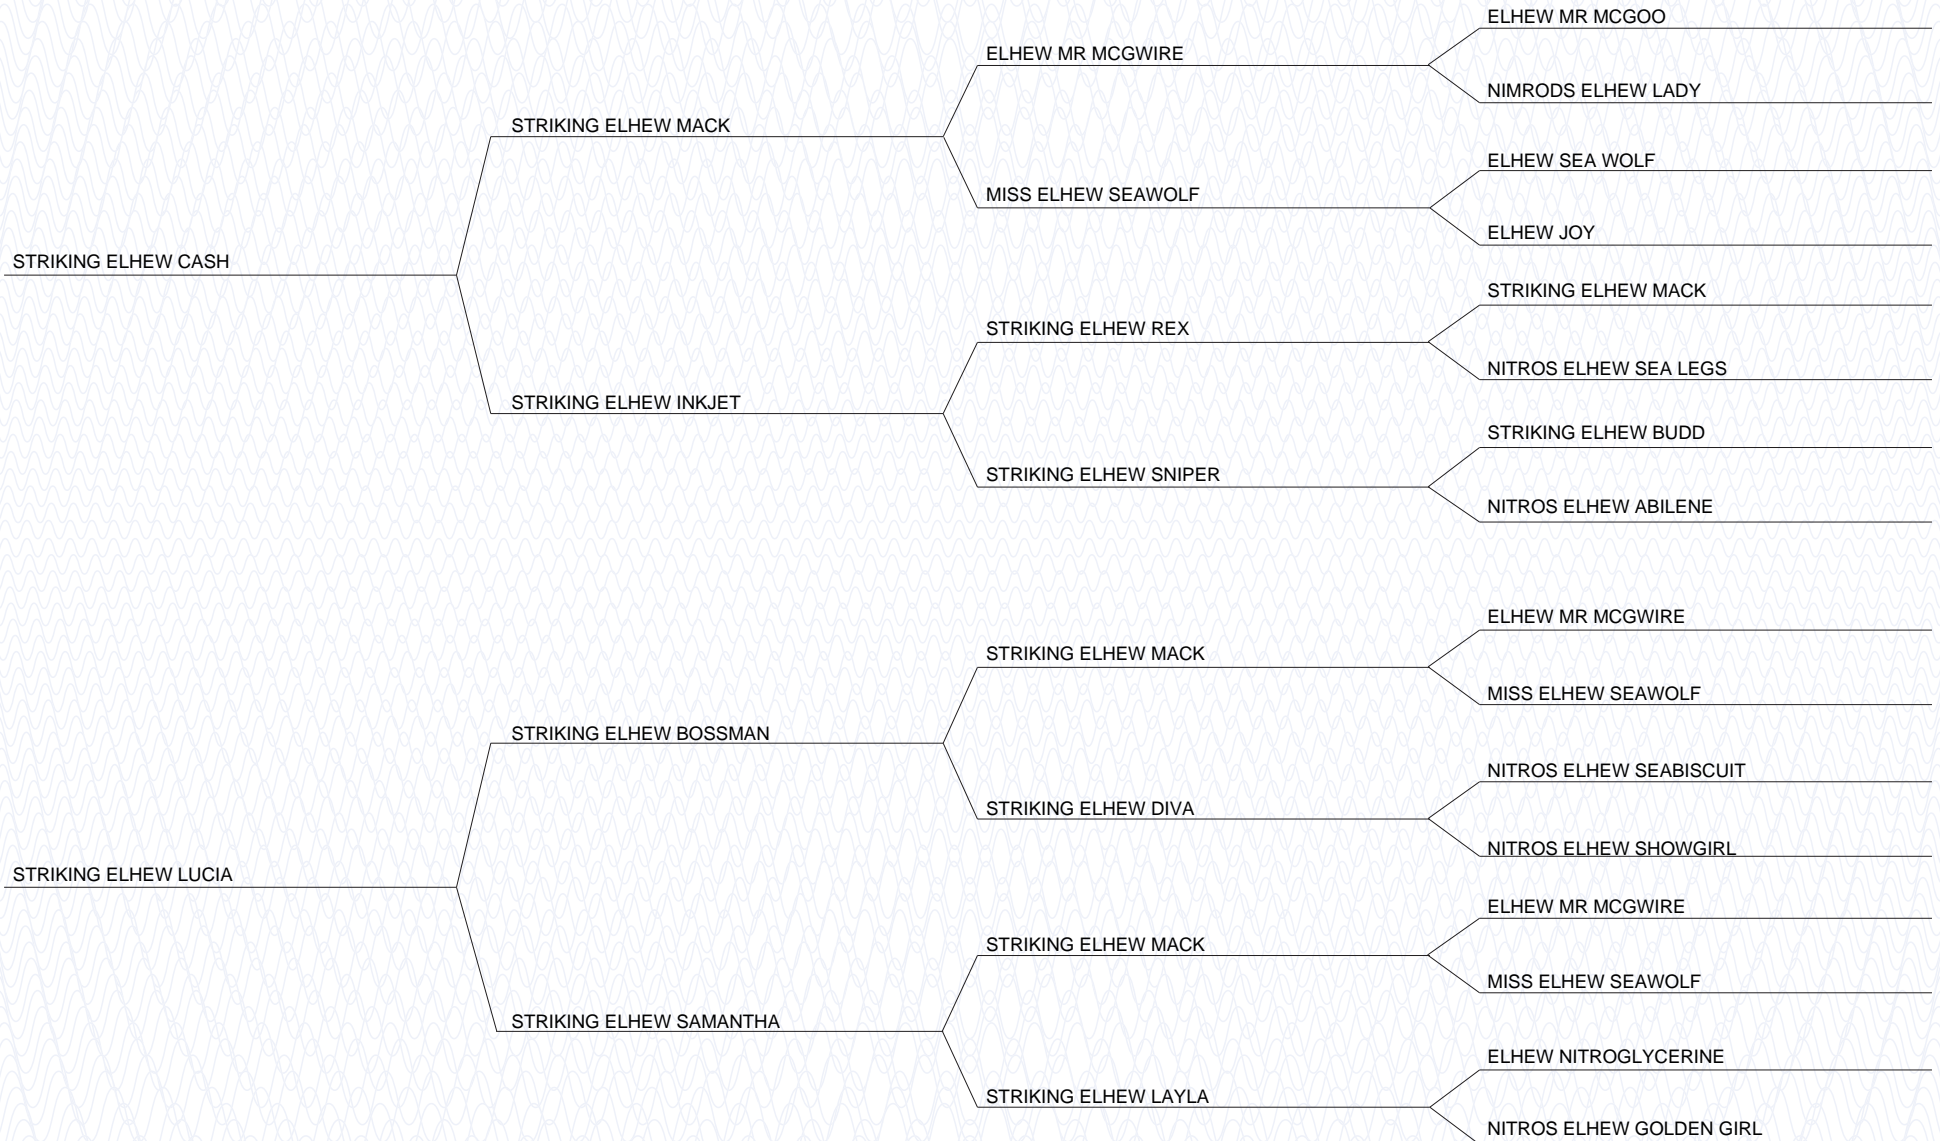 ELHEW MR MCGOO
ELHEW MR MCGWIRE
NIMRODS ELHEW LADY
STRIKING ELHEW MACK
ELHEW SEA WOLF
MISS ELHEW SEAWOLF
ELHEW JOY
STRIKING ELHEW CASH
STRIKING ELHEW MACK
STRIKING ELHEW REX
NITROS ELHEW SEA LEGS
STRIKING ELHEW INKJET
STRIKING ELHEW BUDD
STRIKING ELHEW SNIPER
NITROS ELHEW ABILENE
ELHEW MR MCGWIRE
STRIKING ELHEW MACK
MISS ELHEW SEAWOLF
STRIKING ELHEW BOSSMAN
NITROS ELHEW SEABISCUIT
STRIKING ELHEW DIVA
NITROS ELHEW SHOWGIRL
STRIKING ELHEW LUCIA
ELHEW MR MCGWIRE
STRIKING ELHEW MACK
MISS ELHEW SEAWOLF
STRIKING ELHEW SAMANTHA
ELHEW NITROGLYCERINE
STRIKING ELHEW LAYLA
NITROS ELHEW GOLDEN GIRL